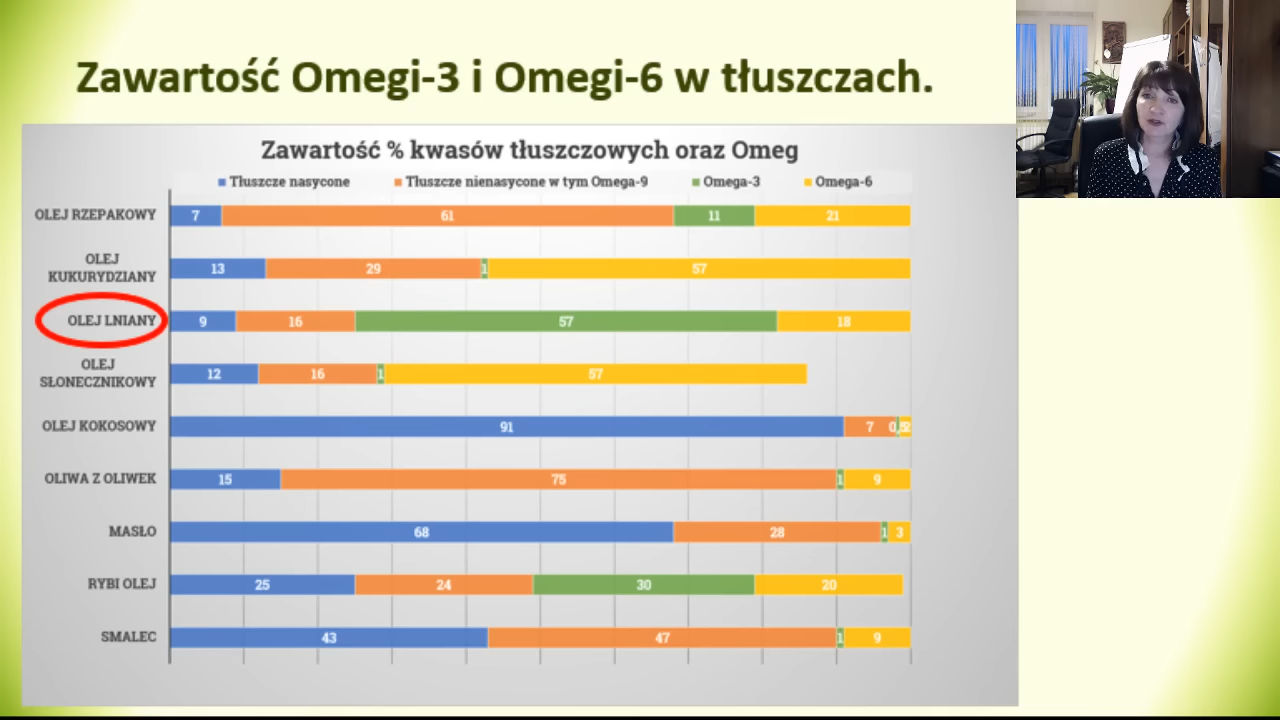 Zawartość Omegi-3 i Omegi-6 w tłuszczach.
Zawartość % kwasów tłuszczowych oraz Omeg
Tłuszcze nasycone Tłuszcze nienasycone w tym Omega-9 Omega-3 Omega-6
OLEJ RZEPAKOWY 7 61 11 21
OLEJ
KUKURYDZIANY 13 29 1 57
OLEJ LNIANY 9 16 57 18
OLEJ
SŁONECZNIKOWY 12 16 1 57
OLEJ KOKOSOWY 91 7
OLIWA Z OLIWEK 15 75 1 9
MASŁO 68 28 1 3
RYBI OLEJ 25 24 30 20
SMALEC 43 47 1 9